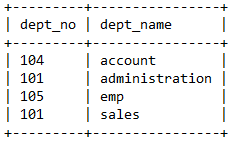 +---------+----------------+
| dept_no | dept_name      |
+---------+----------------+
| 104     | account        |
| 101     | administration |
| 105     | emp            |
| 101     | sales          |
+---------+----------------+